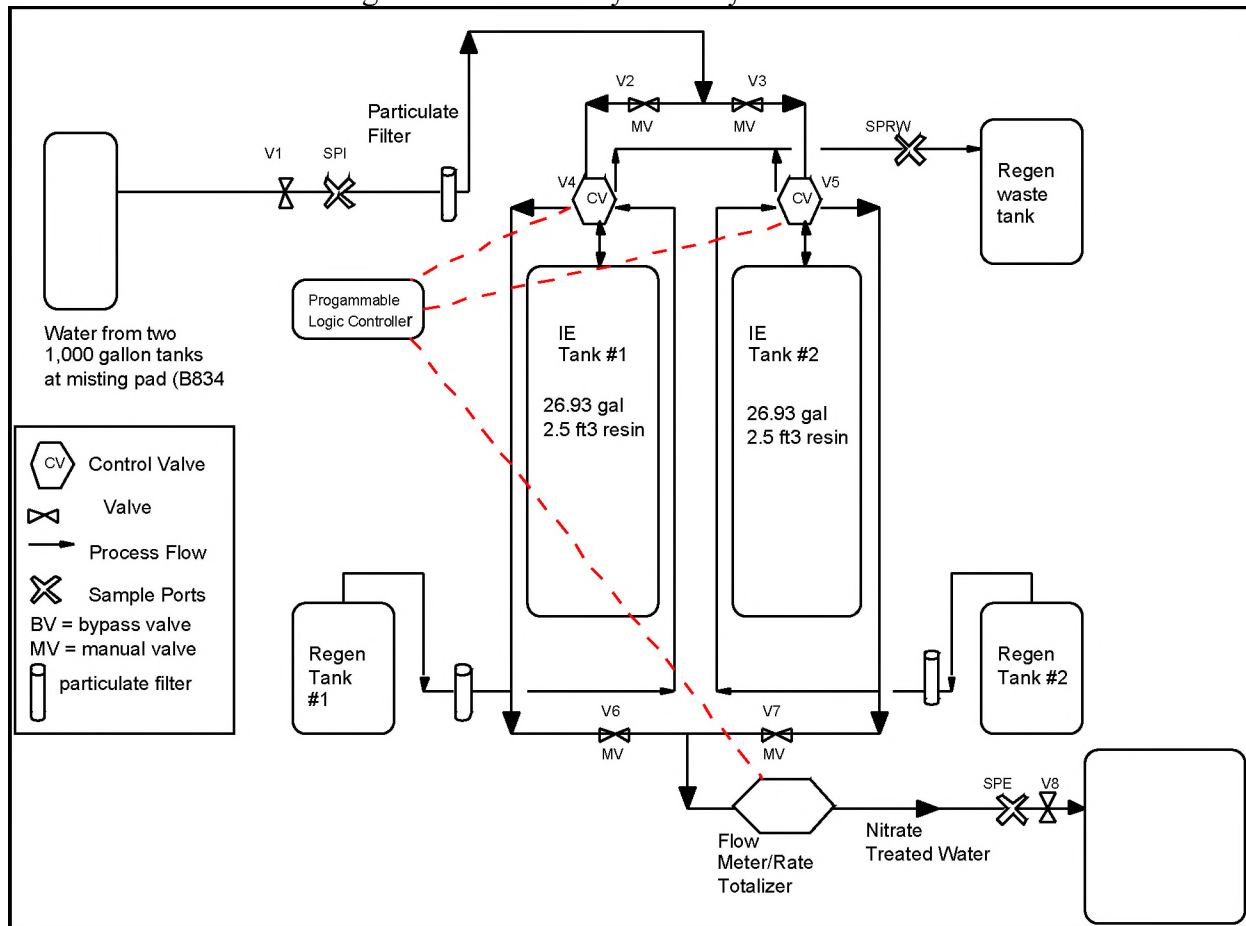 V2
V3
MV
MV
Particulate
Filter
SPRW
V1
SPI
V4
CV
CV
V5
Regen
waste
tank
Progammable
Logic Controller
IE
Tank #1
26.93 gal
2.5 ft3 resin
IE
Tank #2
26.93 gal
2.5 ft3 resin
Water from two
1,000 gallon tanks
at misting pad (B834
CV Control Valve
Valve
Process Flow
Sample Ports
BV = bypass valve
MV = manual valve
particulate filter
Regen
Tank
#1
Regen
Tank #2
V6
V7
MV
MV
SPE
V8
Flow
Meter/Rate
Totalizer
Nitrate
Treated Water